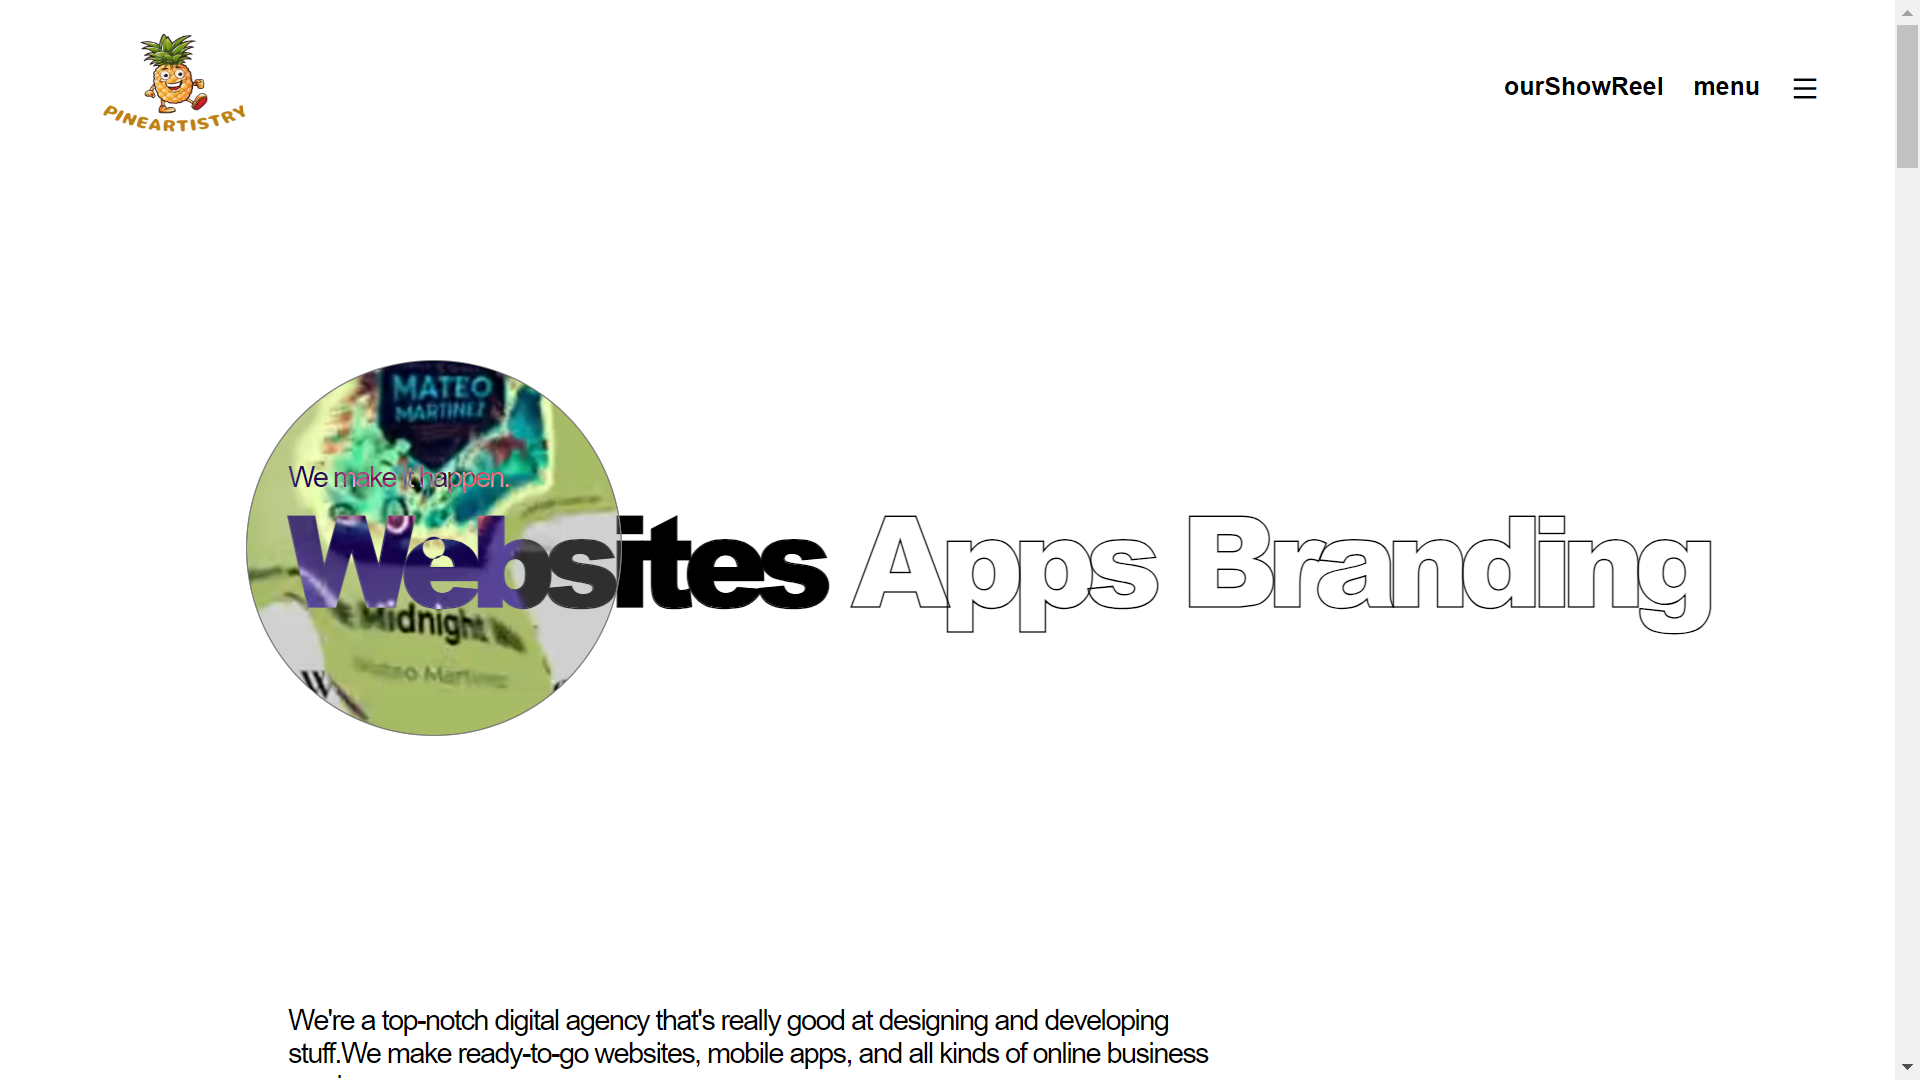 PINEARTISTRY
ourShowReel menu
MATEO
MARTINEZ
We make it happen.
Websites Apps Branding
Midnight
Mateo Martinez
We're a top-notch digital agency that's really good at designing and developing
stuff.We make ready-to-go websites, mobile apps, and all kinds of online business